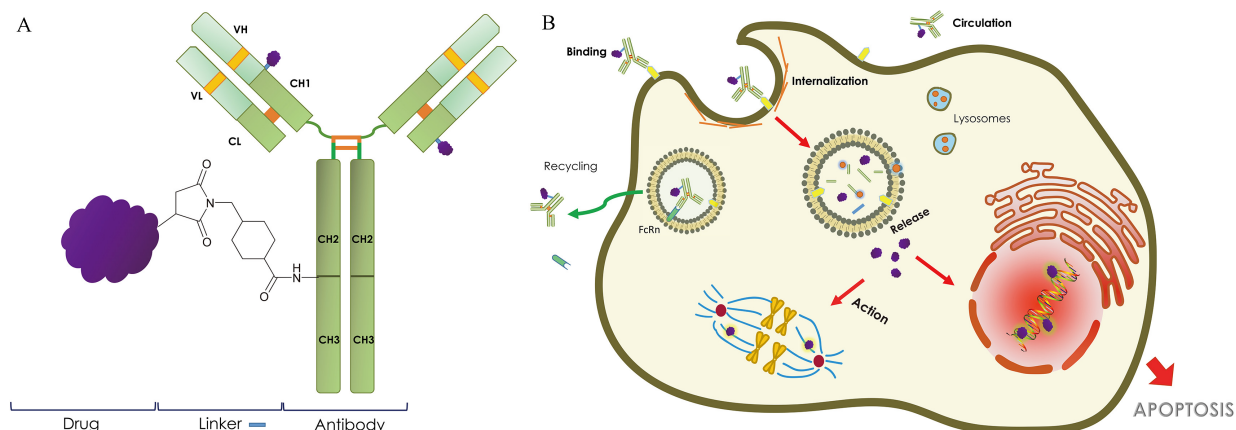 A
VH
CH1
VL
CL
O
N
O
O
H
N
CH2
CH2
CH3
CH3
Drug
Linker
Antibody
B
Circulation
Binding
Internalization
Lysosomes
Recycling
FcRn
Release
Action
APOPTOSIS